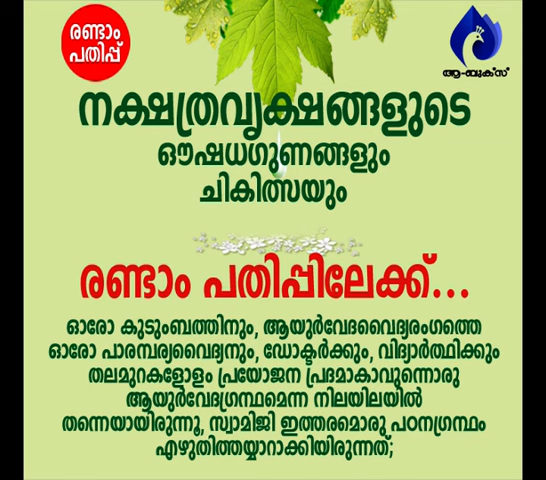 രണ്ടാം
പതിപ്പ്
ആ-ബുക്സ്
നക്ഷത്രവൃക്ഷങ്ങളുടെ
ഔഷധഗുണങ്ങളും
ചികിത്സയും
രണ്ടാം പതിപ്പിലേക്ക്...
ഓരോ കുടുംബത്തിനും, ആയുർവേദവൈദ്യരംഗത്തെ
ഓരോ പാരമ്പര്യവൈദ്യനും, ഡോക്ടർക്കും, വിദ്യാർത്ഥിക്കും
തലമുറകളോളം പ്രയോജന പ്രദമാകാവുന്നൊരു
ആയുർവേദഗ്രന്ഥമെന്ന നിലയിലയിൽ
തന്നെയായിരുന്നൂ, സ്വാമിജി ഇത്തരമൊരു പഠനഗ്രന്ഥം
എഴുതിത്തയ്യാറാക്കിയിരുന്നത്;